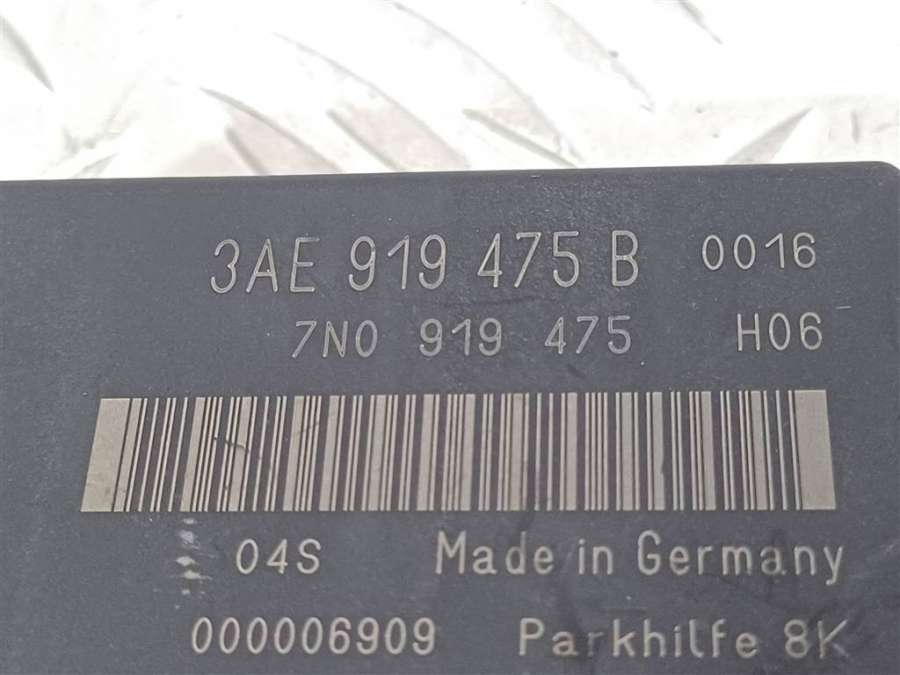 3AE 919 475 B 0016
7N0 919 475 H06
04S Made in Germany
000006909 Parkhilfe 8K